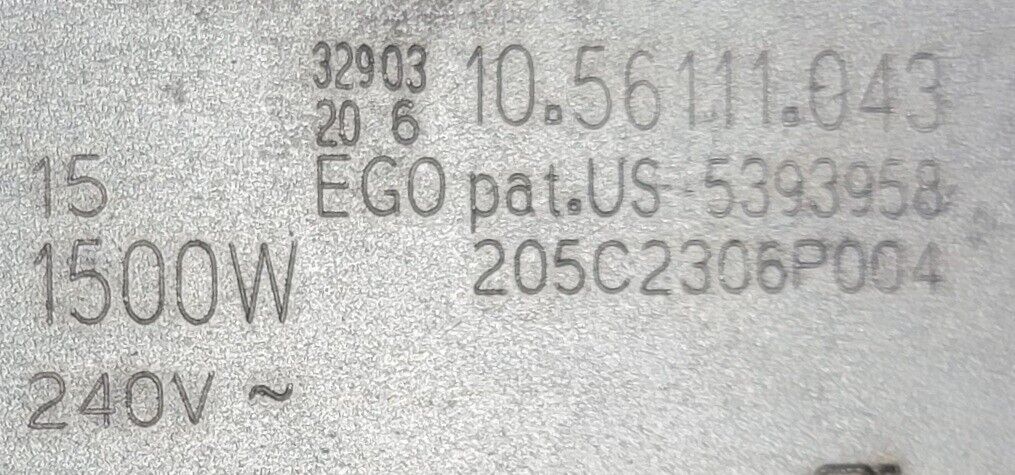 32903 10.56111.043
20 6
15 EGO pat.US 5393958
1500W 205C2306P004
240V ~